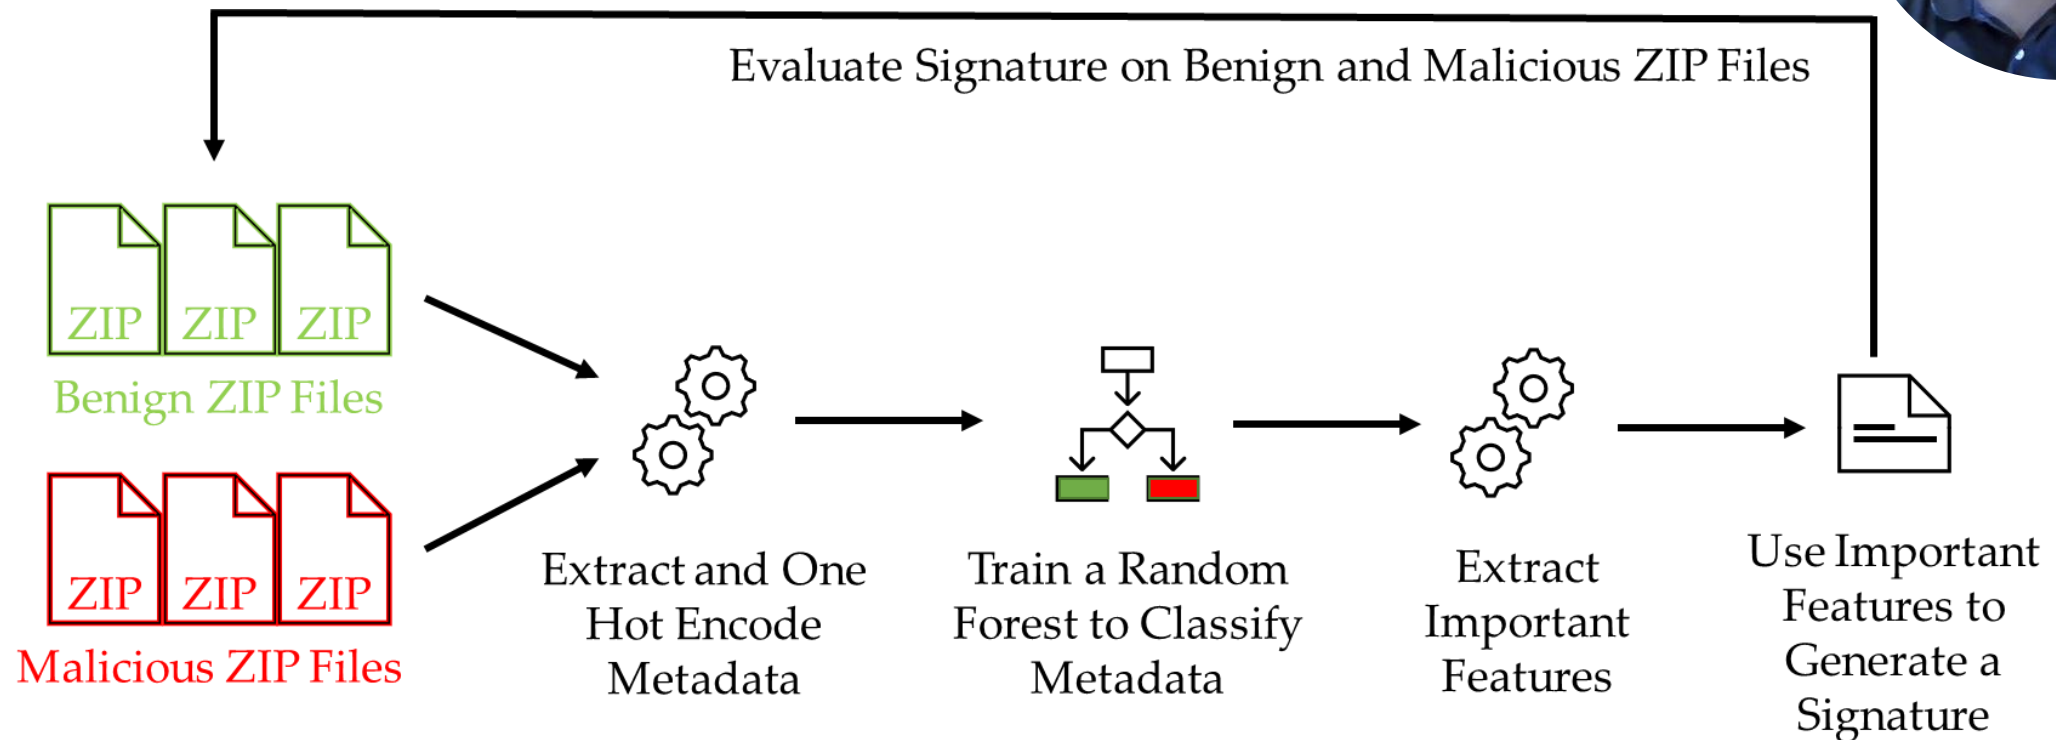 Evaluate Signature on Benign and Malicious ZIP Files
ZIP ZIP ZIP
Benign ZIP Files
ZIP ZIP ZIP
Malicious ZIP Files
Extract and One
Hot Encode
Metadata
Train a Random
Forest to Classify
Metadata
Extract
Important
Features
Use Important
Features to
Generate a
Signature